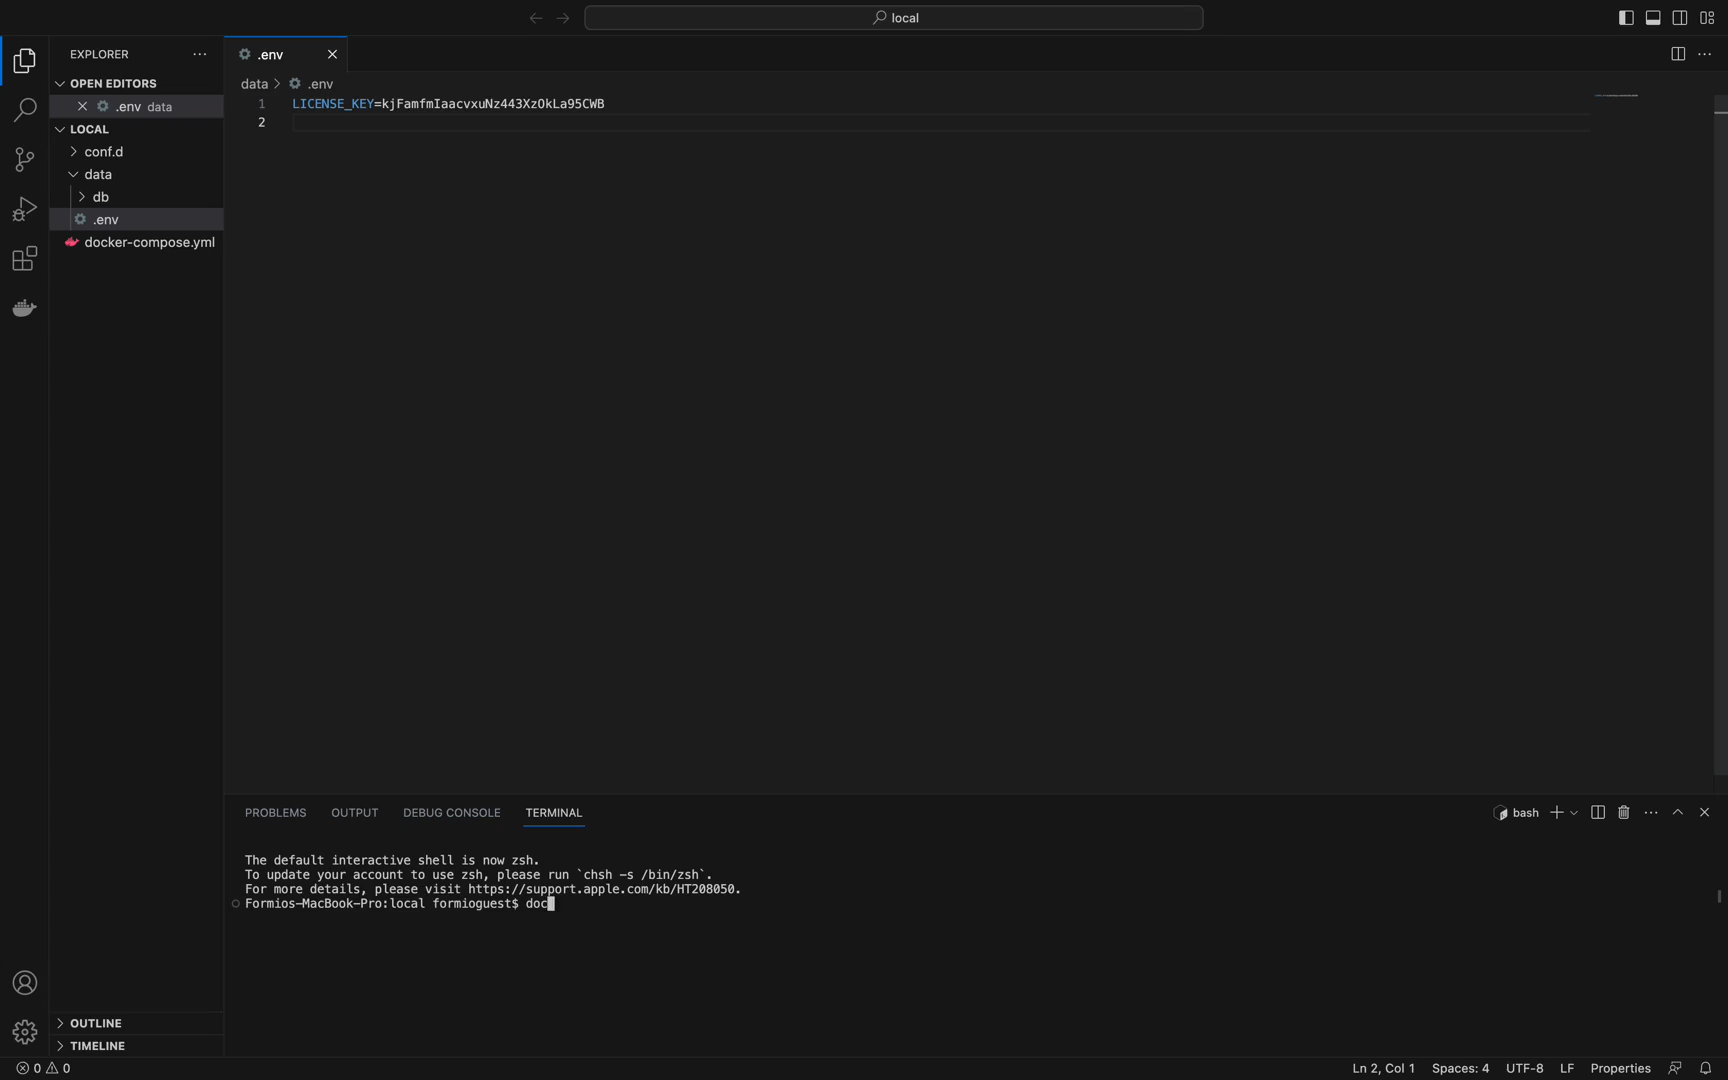 local
EXPLORER
.env
OPEN EDITORS
.env data
data > .env
LOCAL
1 LICENSE_KEY=kjFamfmIaacvxuNz443XzOkLa95CWB
2
conf.d
data
db
.env
docker-compose.yml
PROBLEMS OUTPUT DEBUG CONSOLE TERMINAL
bash
The default interactive shell is now zsh.
To update your account to use zsh, please run `chsh -s /bin/zsh`.
For more details, please visit https://support.apple.com/kb/HT208050.
Formios-MacBook-Pro:local formioguest$ doc
OUTLINE
TIMELINE
0 0
Ln 2, Col 1 Spaces: 4 UTF-8 LF Properties